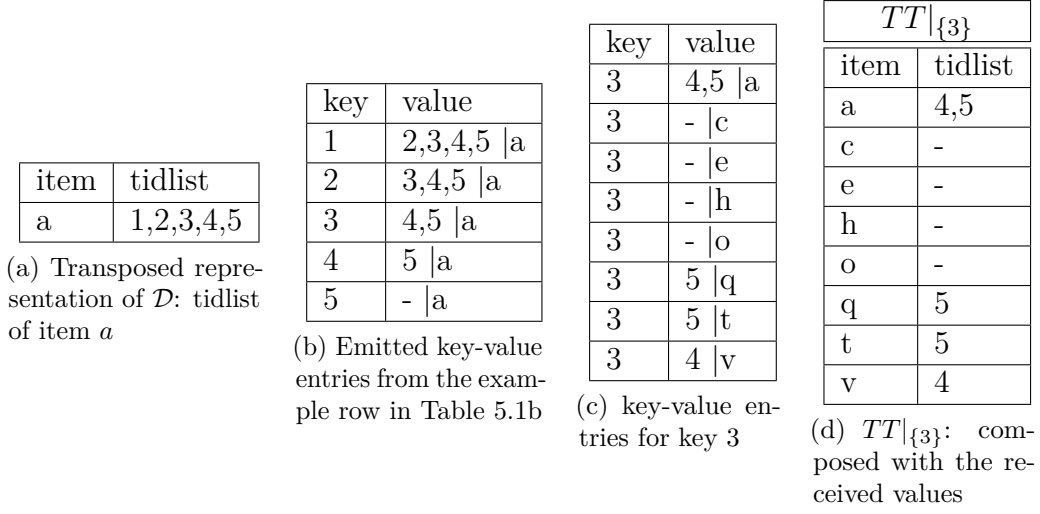 item tidlist
a 1,2,3,4,5
(a) Transposed repre-
sentation of D: tidlist
of item a
key value
1 2,3,4,5 |a
2 3,4,5 |a
3 4,5 |a
4 5 |a
5 - |a
(b) Emitted key-value
entries from the exam-
ple row in Table 5.1b
key value
3 4,5 |a
3 - |c
3 - |e
3 - |h
3 - |o
3 5 |q
3 5 |t
3 4 |v
(c) key-value en-
tries for key 3
TT|{3}
item tidlist
a 4,5
c -
e -
h -
o -
q 5
t 5
v 4
(d) TT|{3}: com-
posed with the re-
ceived values